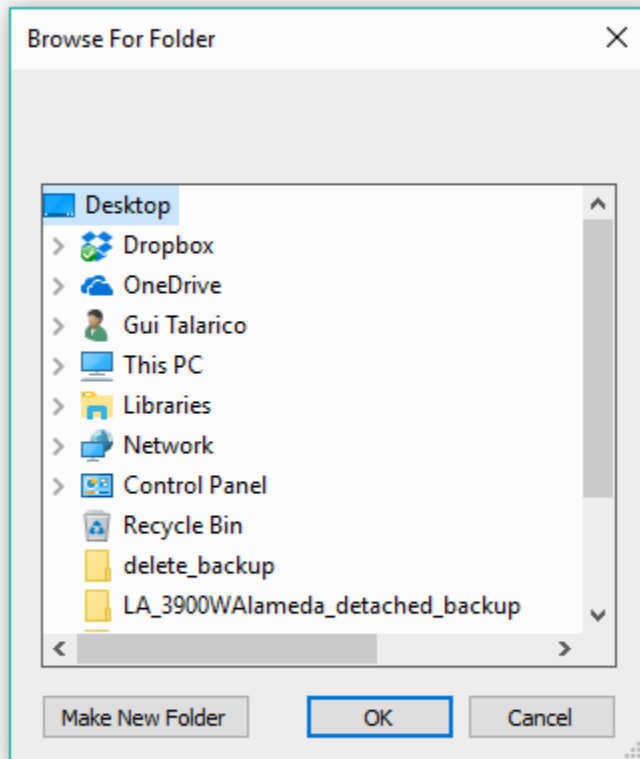 Browse For Folder
Desktop
Dropbox
OneDrive
Gui Talarico
This PC
Libraries
Network
Control Panel
Recycle Bin
delete_backup
LA_3900WAlameda_detached_backup
Make New Folder
OK
Cancel